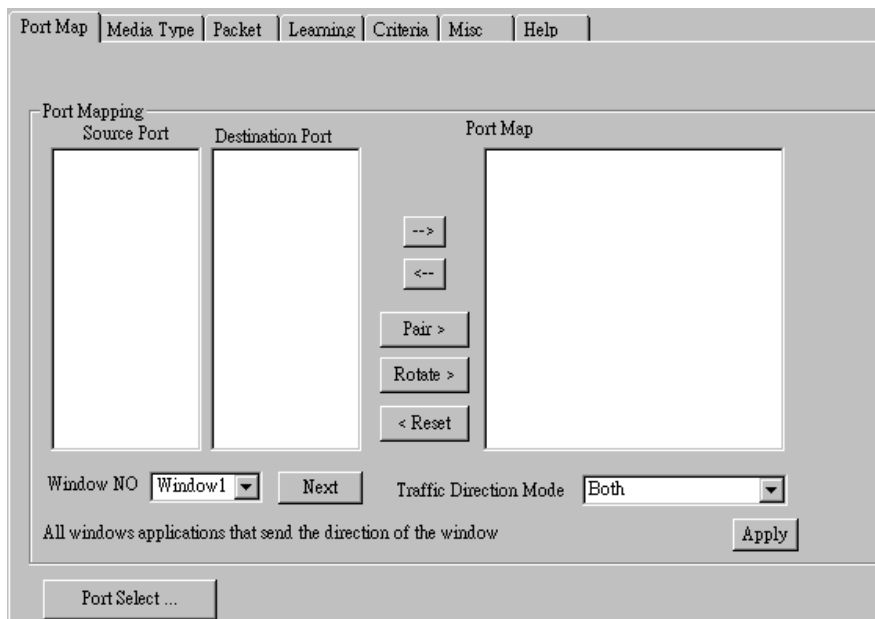 Port Map Media Type Packet Learning Criteria Misc Help
Port Mapping
Source Port Destination Port Port Map
-->
<--
Pair >
Rotate >
< Reset
Window NO Window1 Next Traffic Direction Mode Both
All windows applications that send the direction of the window Apply
Port Select ...